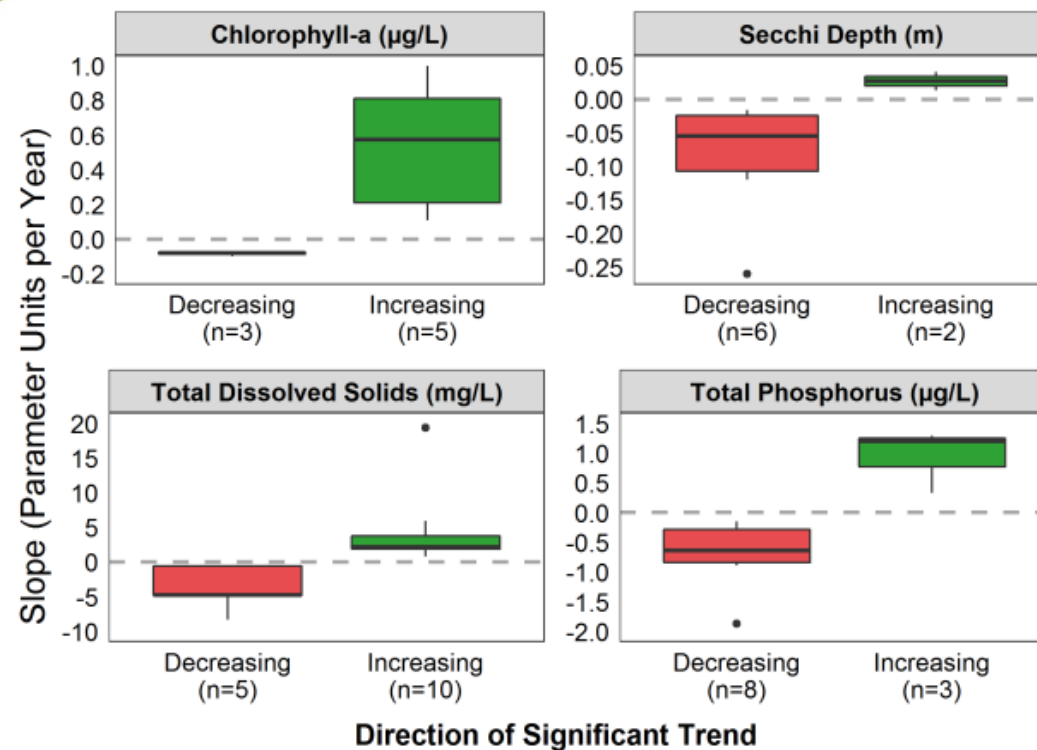 Chlorophyll-a (µg/L)
1.0
0.8
0.6
0.4
0.2
0.0
-0.2
Decreasing
(n=3)
Increasing
(n=5)
Secchi Depth (m)
0.05
0.00
-0.05
-0.10
-0.15
-0.20
-0.25
Decreasing
(n=6)
Increasing
(n=2)
Slope (Parameter Units per Year)
Total Dissolved Solids (mg/L)
20
15
10
5
0
-5
-10
Decreasing
(n=5)
Increasing
(n=10)
Total Phosphorus (µg/L)
1.5
1.0
0.5
0.0
-0.5
-1.0
-1.5
-2.0
Decreasing
(n=8)
Increasing
(n=3)
Direction of Significant Trend